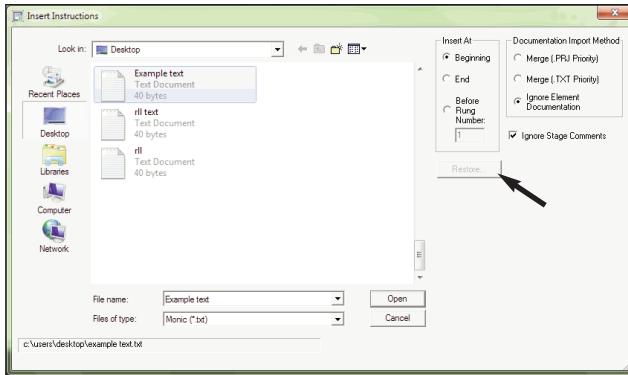 Insert Instructions
Look in:
Desktop
Recent Places
Desktop
Libraries
Computer
Network
Example text
Text Document
40 bytes
rll text
Text Document
40 bytes
rll
Text Document
40 bytes
File name:
Example text
Open
Files of type:
Monic (*.txt)
Cancel
c:\users\desktop\example text.txt
Insert At
Beginning
End
Before
Rung
Number:
1
Documentation Import Method
Merge (.PRJ Priority)
Merge (.TXT Priority)
Ignore Element
Documentation
Ignore Stage Comments
Restore...